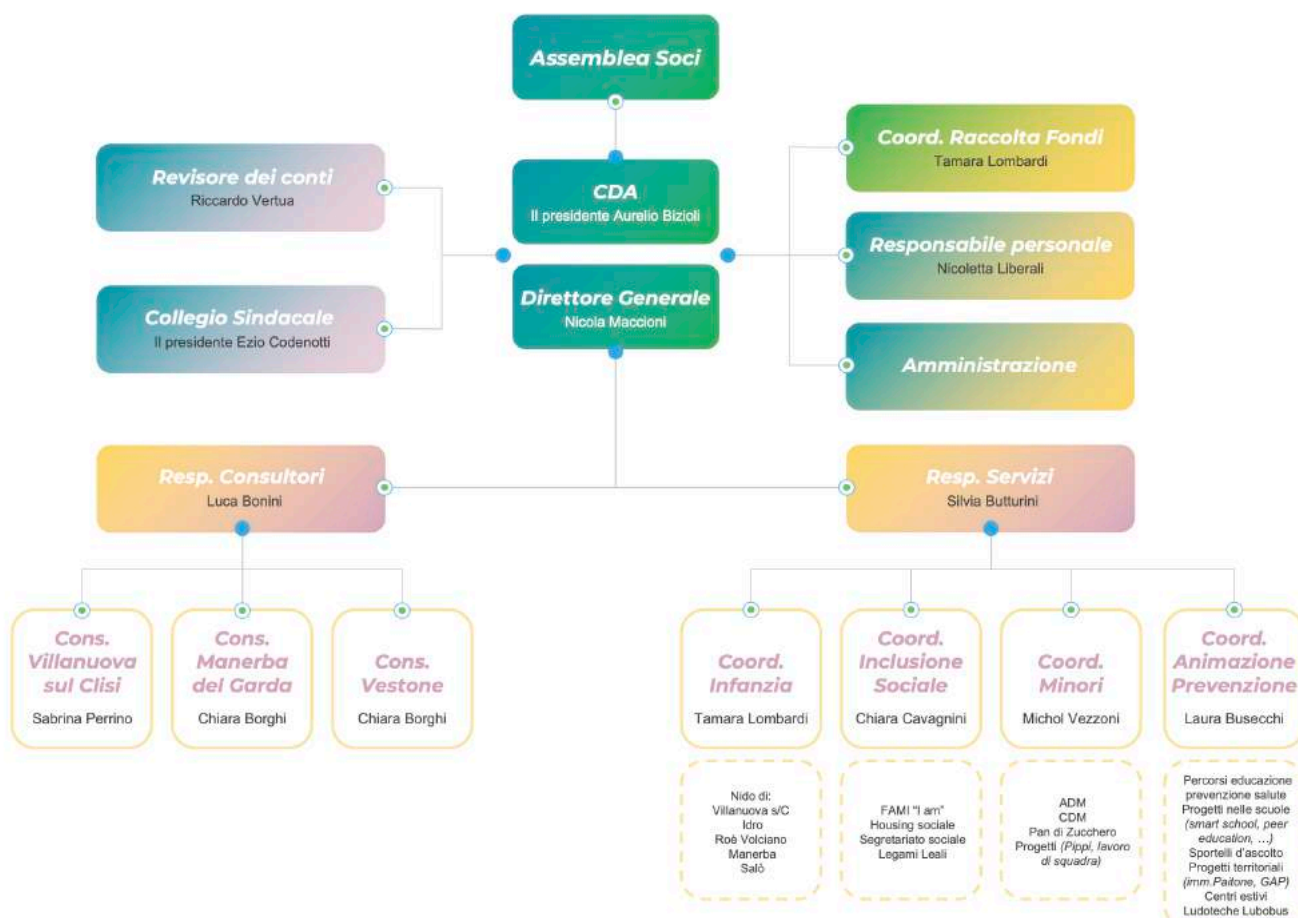 Assemblea Soci
CDA
Il presidente Aurelio Bizioli
Direttore Generale
Nicola Maccioni
Revisore dei conti
Riccardo Vertua
Collegio Sindacale
Il presidente Ezio Codenotti
Coord. Raccolta Fondi
Tamara Lombardi
Responsabile personale
Nicoletta Liberali
Amministrazione
Resp. Consultori
Luca Bonini
Resp. Servizi
Silvia Butturini
Cons.
Villanuova
sul Clisi
Sabrina Perrino
Cons.
Manerba
del Garda
Chiara Borghi
Cons.
Vestone
Chiara Borghi
Coord.
Infanzia
Tamara Lombardi
Nido di:
Villanuova s/C
Idro
Roè Volciano
Manerba
Salò
Coord.
Inclusione
Sociale
Chiara Cavagnini
FAMI "I am"
Housing sociale
Segretariato sociale
Legami Leali
Coord.
Minori
Michol Vezzoni
ADM
CDM
Pan di Zucchero
Progetti (Pippi, lavoro
di squadra)
Coord.
Animazione
Prevenzione
Laura Busecchi
Percorsi educazione
prevenzione salute
Progetti nelle scuole
(smart school, peer
education, …)
Sportelli d'ascolto
Progetti territoriali
(imm.Paitone, GAP)
Centri estivi
Ludoteche Lubobus